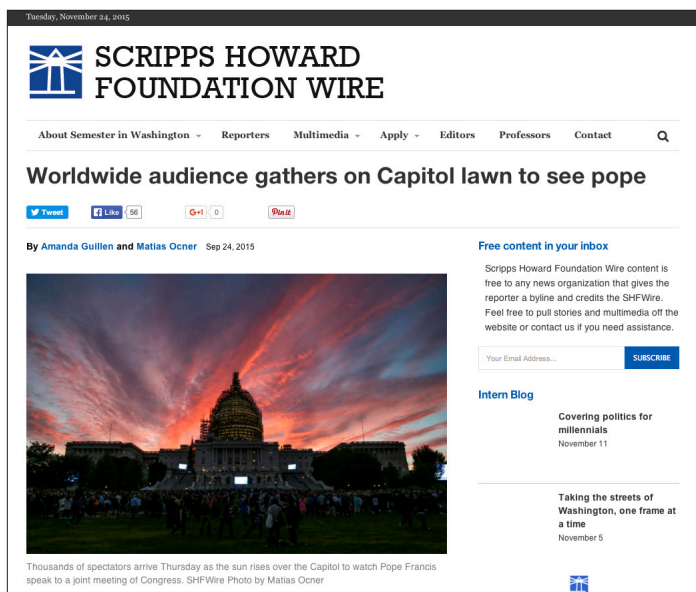 Tuesday, November 24, 2015
SCRIPPS HOWARD
FOUNDATION WIRE
About Semester in Washington Reporters Multimedia Apply Editors Professors Contact
Worldwide audience gathers on Capitol lawn to see pope
Tweet Like 56 G+1 0 Pin it
By Amanda Guillen and Matias Ocner Sep 24, 2015
Thousands of spectators arrive Thursday as the sun rises over the Capitol to watch Pope Francis
speak to a joint meeting of Congress. SHFWire Photo by Matias Ocner
Free content in your inbox
Scripps Howard Foundation Wire content is
free to any news organization that gives the
reporter a byline and credits the SHFWire.
Feel free to pull stories and multimedia off the
website or contact us if you need assistance.
Your Email Address... SUBSCRIBE
Intern Blog
Covering politics for
millennials
November 11
Taking the streets of
Washington, one frame at
a time
November 5